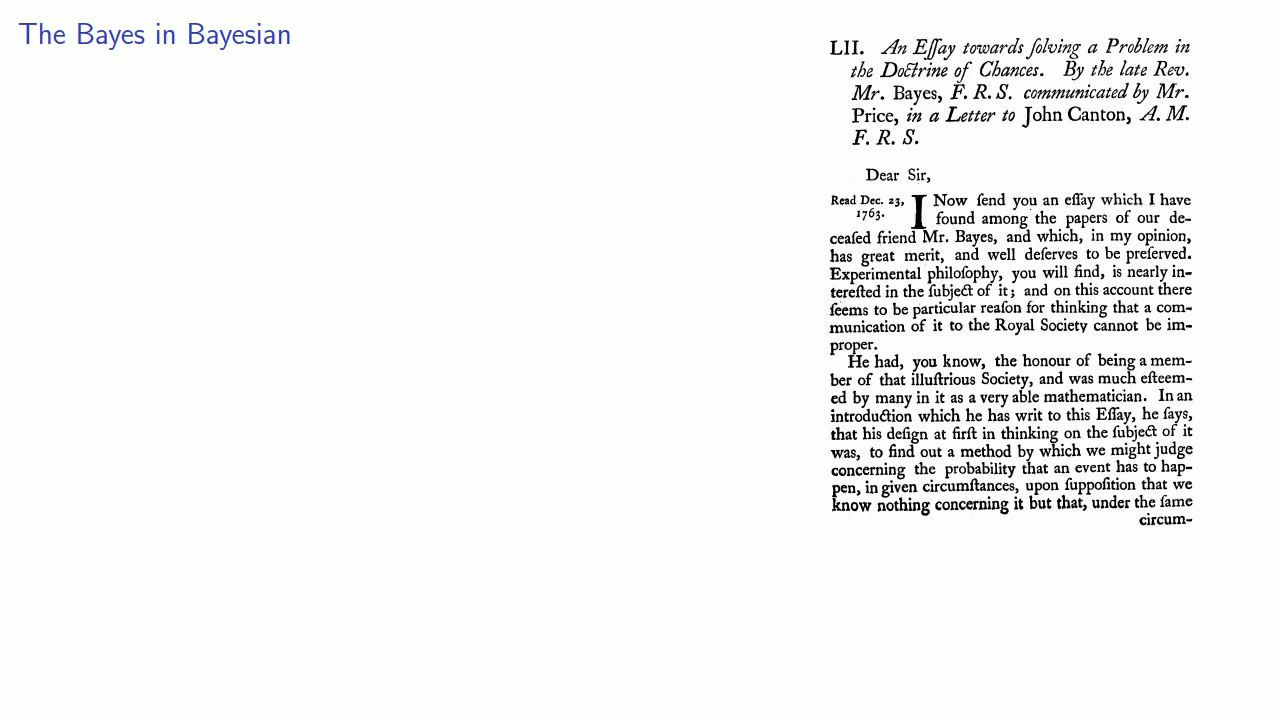 The Bayes in Bayesian
LII. An Eſſay towards ſolving a Problem in
the Doctrine of Chances. By the late Rev.
Mr. Bayes, F. R. S. communicated by Mr.
Price, in a Letter to John Canton, A. M.
F. R. S.
Dear Sir,
Read Dec. 23,
1763.
I Now ſend you an eſſay which I have
found among the papers of our de-
ceaſed friend Mr. Bayes, and which, in my opinion,
has great merit, and well deſerves to be preſerved.
Experimental philoſophy, you will find, is nearly in-
tereſted in the ſubject of it; and on this account there
ſeems to be particular reaſon for thinking that a com-
munication of it to the Royal Society cannot be im-
proper.
He had, you know, the honour of being a mem-
ber of that illuſtrious Society, and was much eſteem-
ed by many in it as a very able mathematician. In an
introduction which he has writ to this Eſſay, he ſays,
that his deſign at firſt in thinking on the ſubject of it
was, to find out a method by which we might judge
concerning the probability that an event has to hap-
pen, in given circumſtances, upon ſuppoſition that we
know nothing concerning it but that, under the ſame
circum-